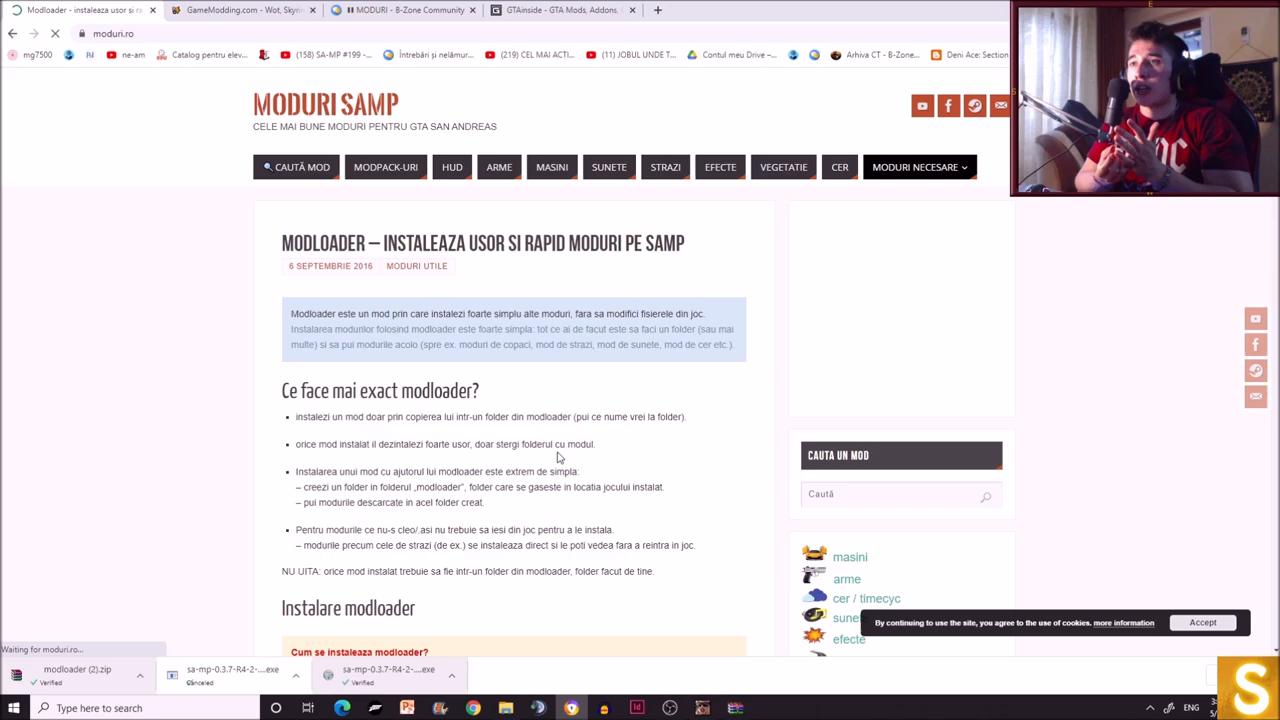 Modloader - instaleaza usor si ra
GameModding.com - Wot, Skyrin
MODURI - B-Zone Community
GTAinside - GTA Mods, Addons, C
moduri.ro
mg7500
ne-am
Catalog pentru elev...
(158) SA-MP #199 -...
Întrebări și nelămur...
(219) CEL MAI ACTI...
(11) JOBUL UNDE T...
Contul meu Drive –...
Arhiva CT - B-Zone...
Deni Ace: Section
MODURI SAMP
CELE MAI BUNE MODURI PENTRU GTA SAN ANDREAS
CAUTĂ MOD
MODPACK-URI
HUD
ARME
MASINI
SUNETE
STRAZI
EFECTE
VEGETATIE
CER
MODURI NECESARE
MODLOADER – INSTALEAZA USOR SI RAPID MODURI PE SAMP
6 SEPTEMBRIE 2016
MODURI UTILE
Modloader este un mod prin care instalezi foarte simplu alte moduri, fara sa modifici fisierele din joc.
Instalarea modurilor folosind modloader este foarte simpla: tot ce ai de facut este sa faci un folder (sau mai
multe) si sa pui modurile acolo (spre ex. moduri de copaci, mod de strazi, mod de sunete, mod de cer etc.).
Ce face mai exact modloader?
instalezi un mod doar prin copierea lui intr-un folder din modloader (pui ce nume vrei la folder).
orice mod instalat il dezintalezi foarte usor, doar stergi folderul cu modul.
Instalarea unui mod cu ajutorul lui modloader este extrem de simpla:
– creezi un folder in folderul „modloader”, folder care se gaseste in locatia jocului instalat.
– pui modurile descarcate in acel folder creat.
Pentru modurile ce nu-s cleo/.asi nu trebuie sa iesi din joc pentru a le instala.
– modurile precum cele de strazi (de ex.) se instaleaza direct si le poti vedea fara a reintra in joc.
NU UITA: orice mod instalat trebuie sa fie intr-un folder din modloader, folder facut de tine.
Instalare modloader
Cum se instaleaza modloader?
CAUTA UN MOD
Caută
masini
arme
cer / timecyc
sune
efecte
By continuing to use the site, you agree to the use of cookies. more information
Accept
Waiting for moduri.ro...
modloader (2).zip
Verified
sa-mp-0.3.7-R4-2-....exe
Canceled
sa-mp-0.3.7-R4-2-....exe
Verified
Type here to search
ENG
S